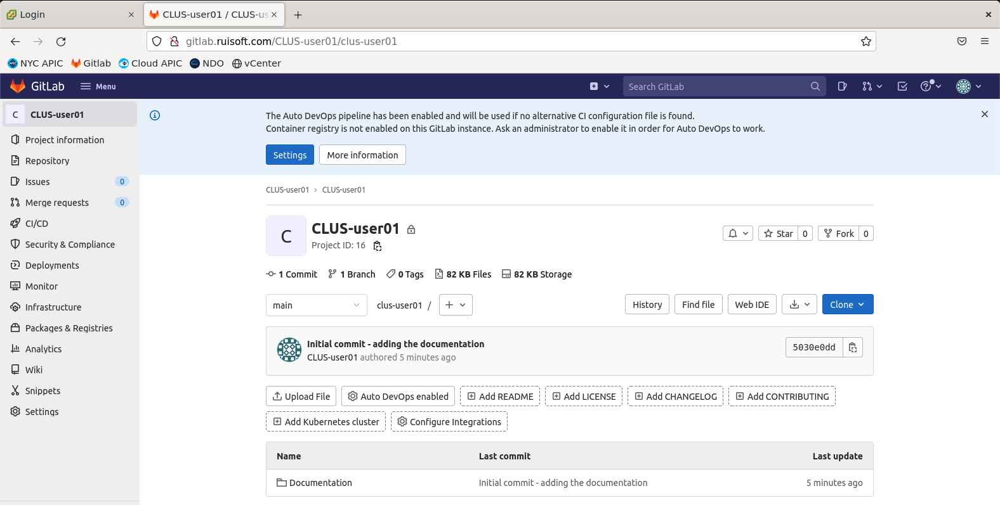 Login
CLUS-user01 / CLUS-us
gitlab.ruisoft.com/CLUS-user01/clus-user01
NYC APIC Gitlab Cloud APIC NDO vCenter
GitLab Menu Search GitLab
C CLUS-user01
Project information
Repository
Issues 0
Merge requests 0
CI/CD
Security & Compliance
Deployments
Monitor
Infrastructure
Packages & Registries
Analytics
Wiki
Snippets
Settings
The Auto DevOps pipeline has been enabled and will be used if no alternative CI configuration file is found.
Container registry is not enabled on this GitLab instance. Ask an administrator to enable it in order for Auto DevOps to work.
Settings More information
CLUS-user01 › CLUS-user01
C
CLUS-user01
Project ID: 16
Star 0 Fork 0
1 Commit 1 Branch 0 Tags 82 KB Files 82 KB Storage
main clus-user01 / + History Find file Web IDE Clone
Initial commit - adding the documentation
CLUS-user01 authored 5 minutes ago
5030e0dd
Upload File Auto DevOps enabled Add README Add LICENSE Add CHANGELOG Add CONTRIBUTING
Add Kubernetes cluster Configure Integrations
Name Last commit Last update
Documentation Initial commit - adding the documentation 5 minutes ago